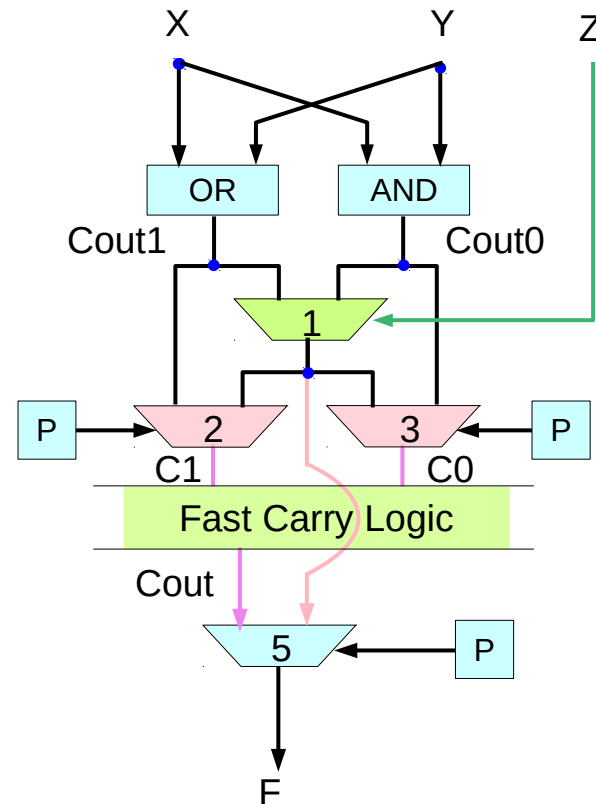 X Y Z
OR AND
Cout1 Cout0
1
P 2 3 P
C1 C0
Fast Carry Logic
Cout
5 P
F